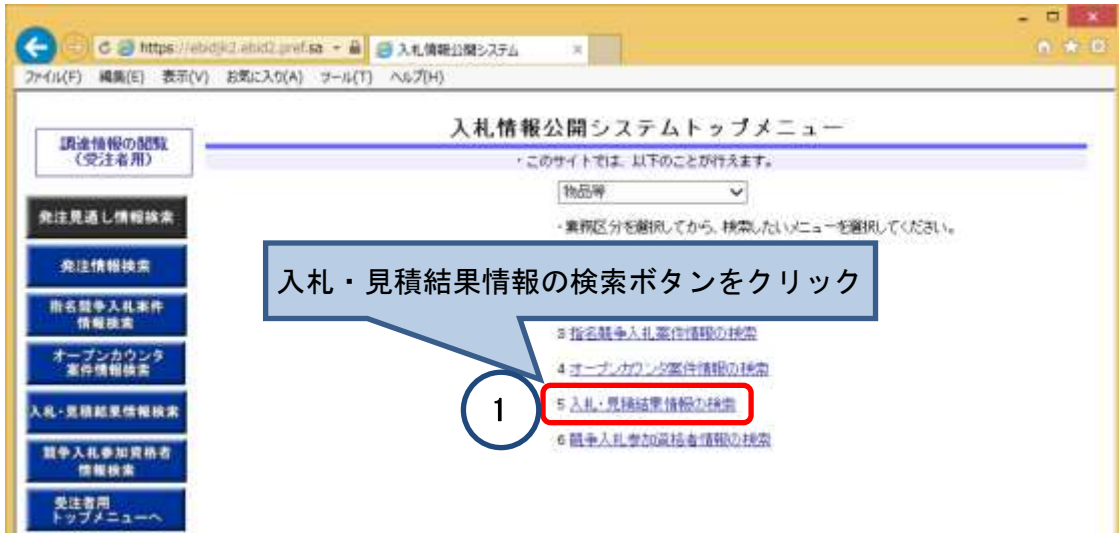 https://ebidjk2.ebid2.pref.sa
入札情報公開システム
ファイル(F) 編集(E) 表示(V) お気に入り(A) ツール(T) ヘルプ(H)
調達情報の閲覧
(受注者用)
入札情報公開システムトップメニュー
・このサイトでは、以下のことが行えます。
物品等
・業務区分を選択してから、検索したいメニューを選択してください。
発注見通し情報検索
発注情報検索
指名競争入札案件
情報検索
オープンカウンタ
案件情報検索
入札・見積結果情報検索
競争入札参加資格者
情報検索
受注者用
トップメニューへ
入札・見積結果情報の検索ボタンをクリック
3 指名競争入札案件情報の検索
4 オープンカウンタ案件情報の検索
1
5 入札・見積結果情報の検索
6 競争入札参加資格者情報の検索